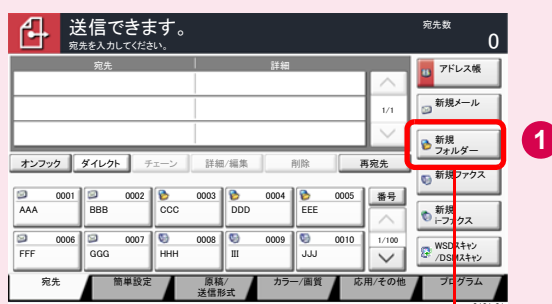 送信できます。
宛先を入力してください。
宛先数
0
宛先 詳細
1/1
アドレス帳
新規メール
新規
フォルダー
1
新規ファクス
新規
i-ファクス
WSDスキャン
/DSMスキャン
オンフック ダイレクト チェーン 詳細/編集 削除 再宛先
0001 0002 0003 0004 0005 番号
AAA BBB CCC DDD EEE
0006 0007 0008 0009 0010 1/100
FFF GGG HHH III JJJ
宛先 簡単設定 原稿/
送信形式 カラー/画質 応用/その他 プログラム